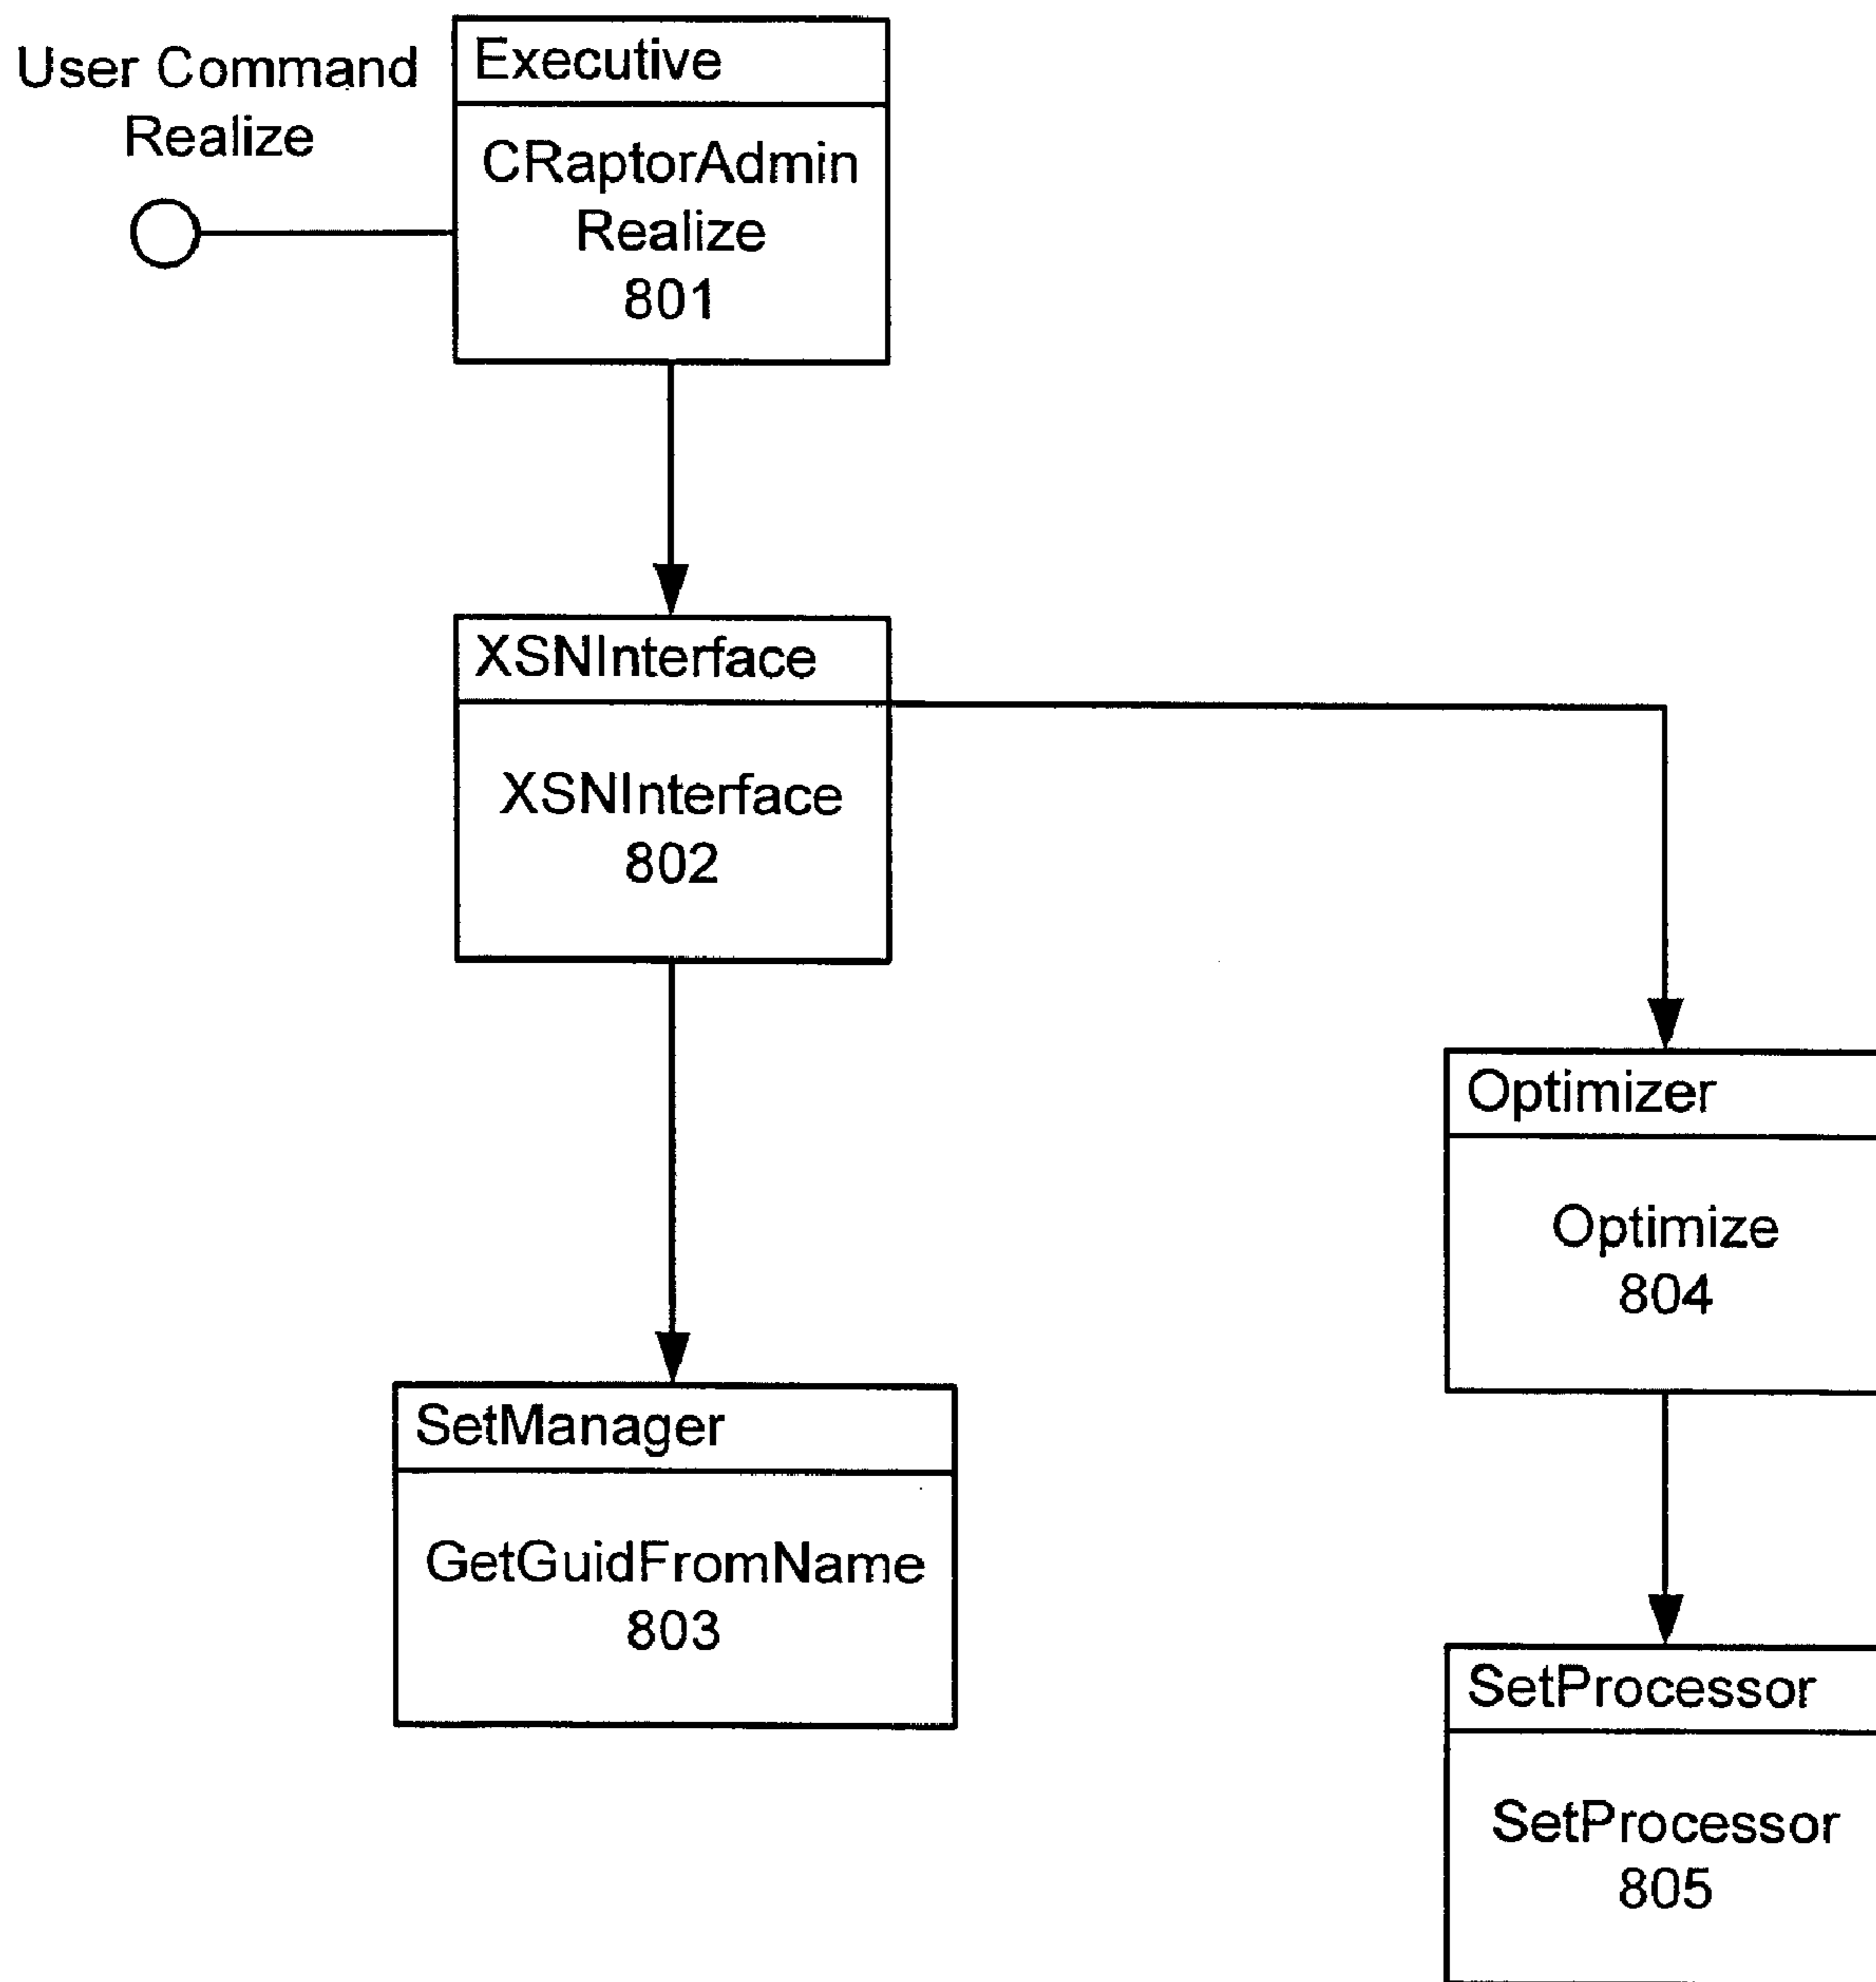 User Command
Realize
Executive
CRaptorAdmin
Realize
801
XSNInterface
XSNInterface
802
Optimizer
Optimize
804
SetManager
GetGuidFromName
803
SetProcessor
SetProcessor
805